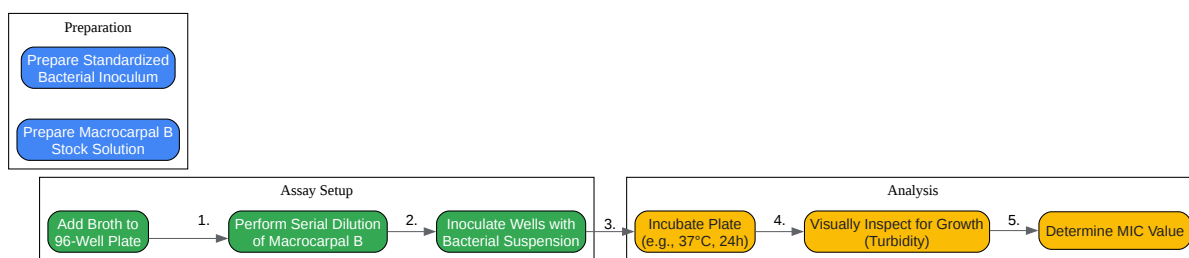 Preparation
Prepare Standardized
Bacterial Inoculum
Prepare Macrocarpal B
Stock Solution
Assay Setup
Add Broth to
96-Well Plate
1.
Perform Serial Dilution
of Macrocarpal B
2.
Inoculate Wells with
Bacterial Suspension
3.
Analysis
Incubate Plate
(e.g., 37°C, 24h)
4.
Visually Inspect for Growth
(Turbidity)
5.
Determine MIC Value